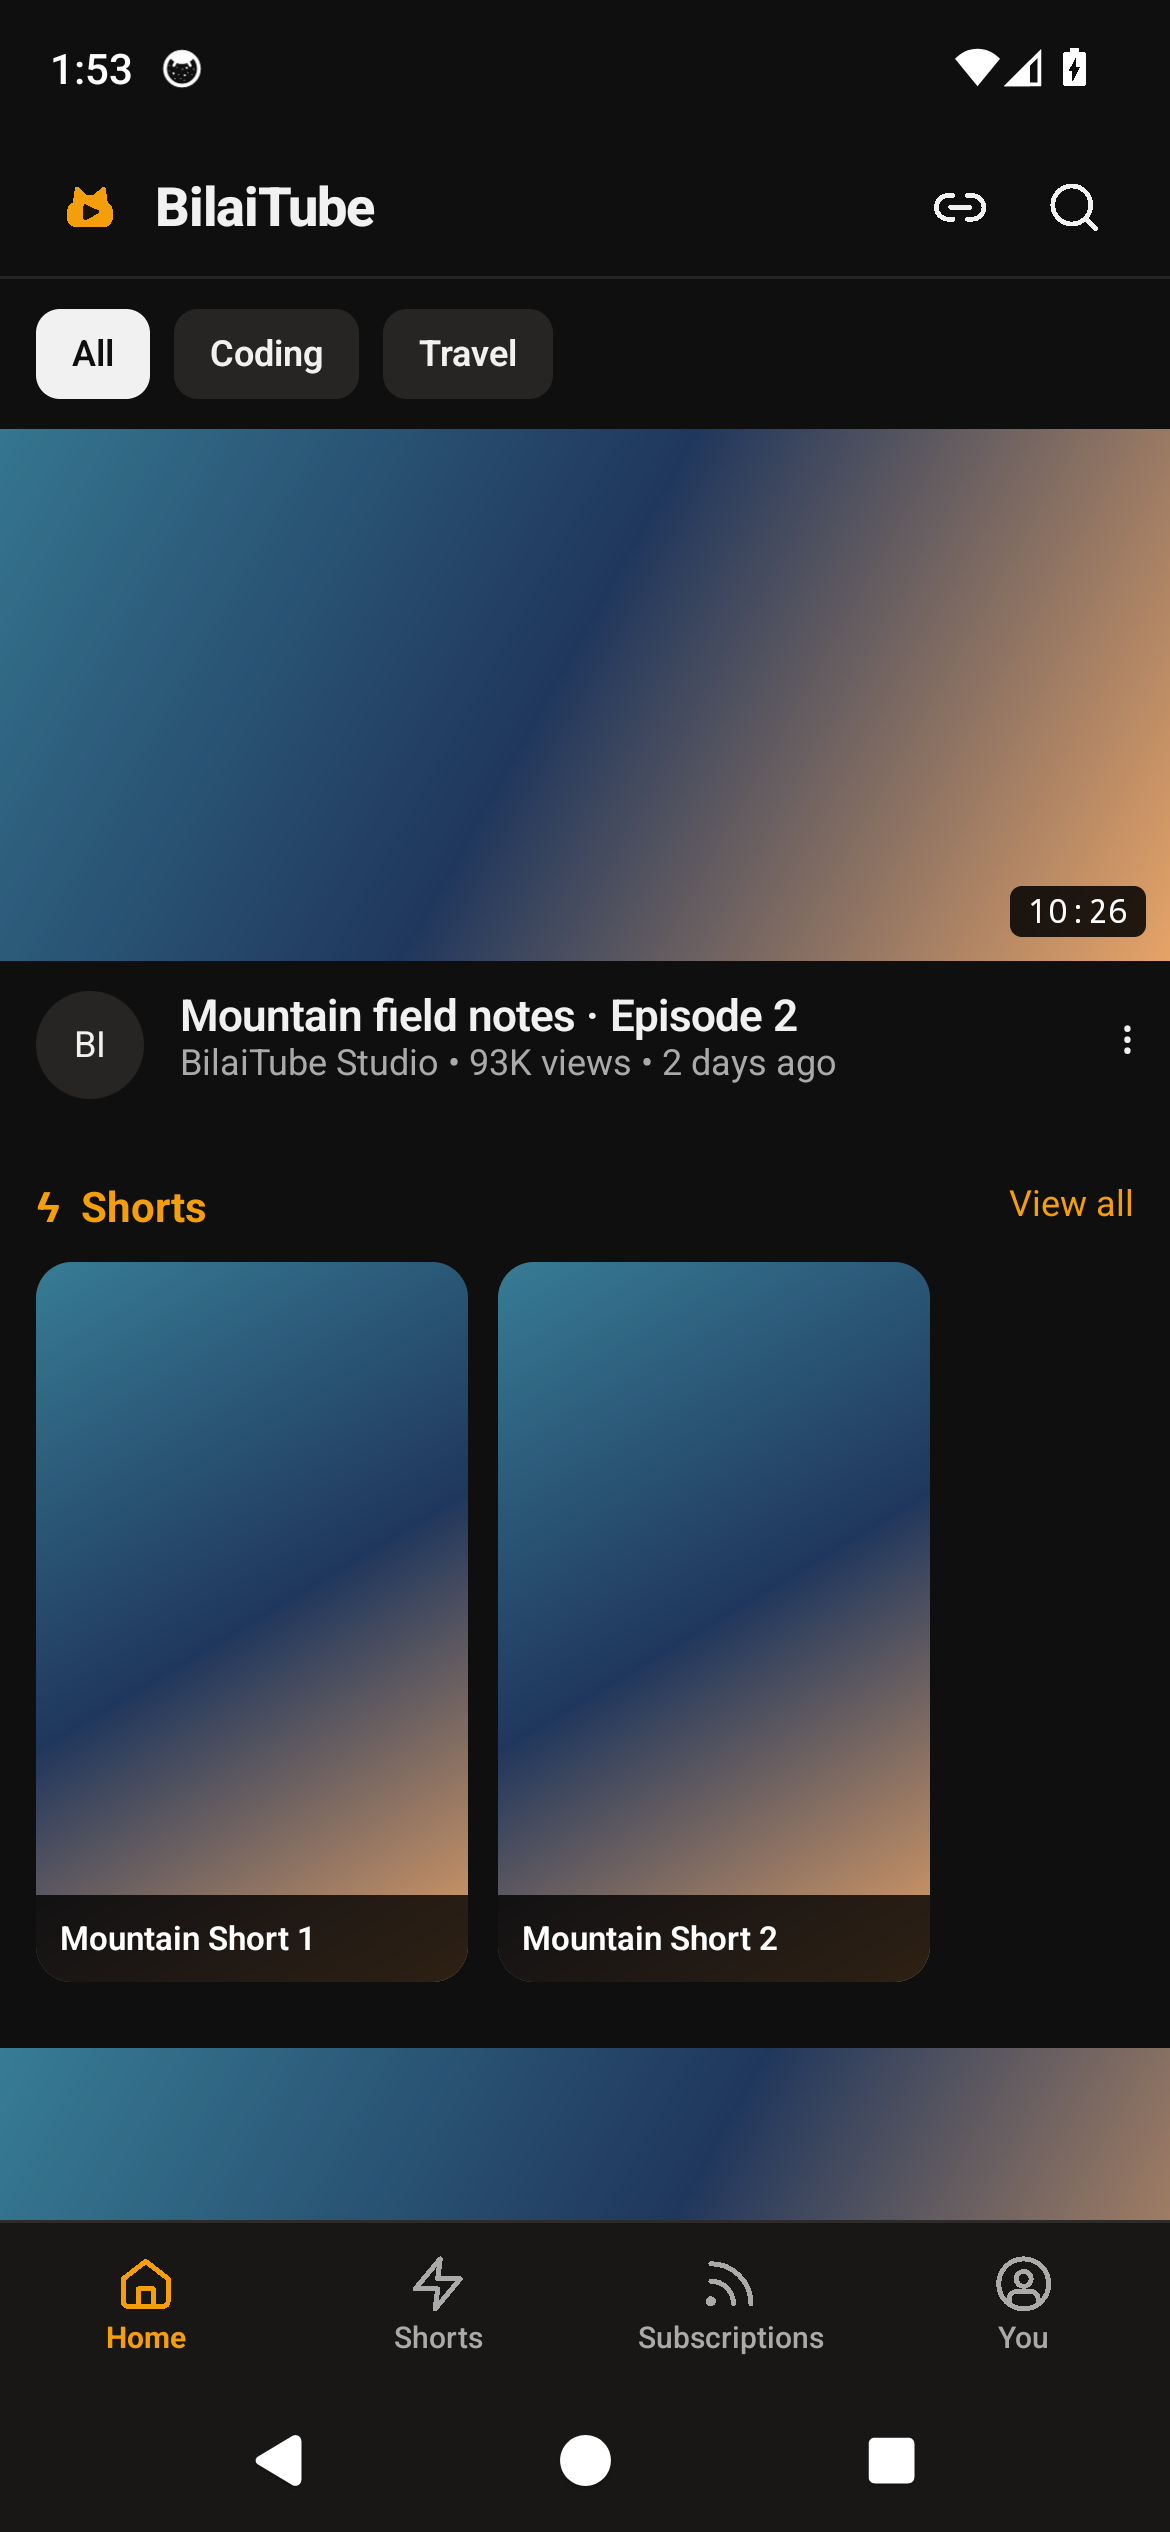 1:53
BilaiTube
All
Coding
Travel
10:26
BI
Mountain field notes · Episode 2
BilaiTube Studio • 93K views • 2 days ago
Shorts
View all
Mountain Short 1
Mountain Short 2
Home
Shorts
Subscriptions
You